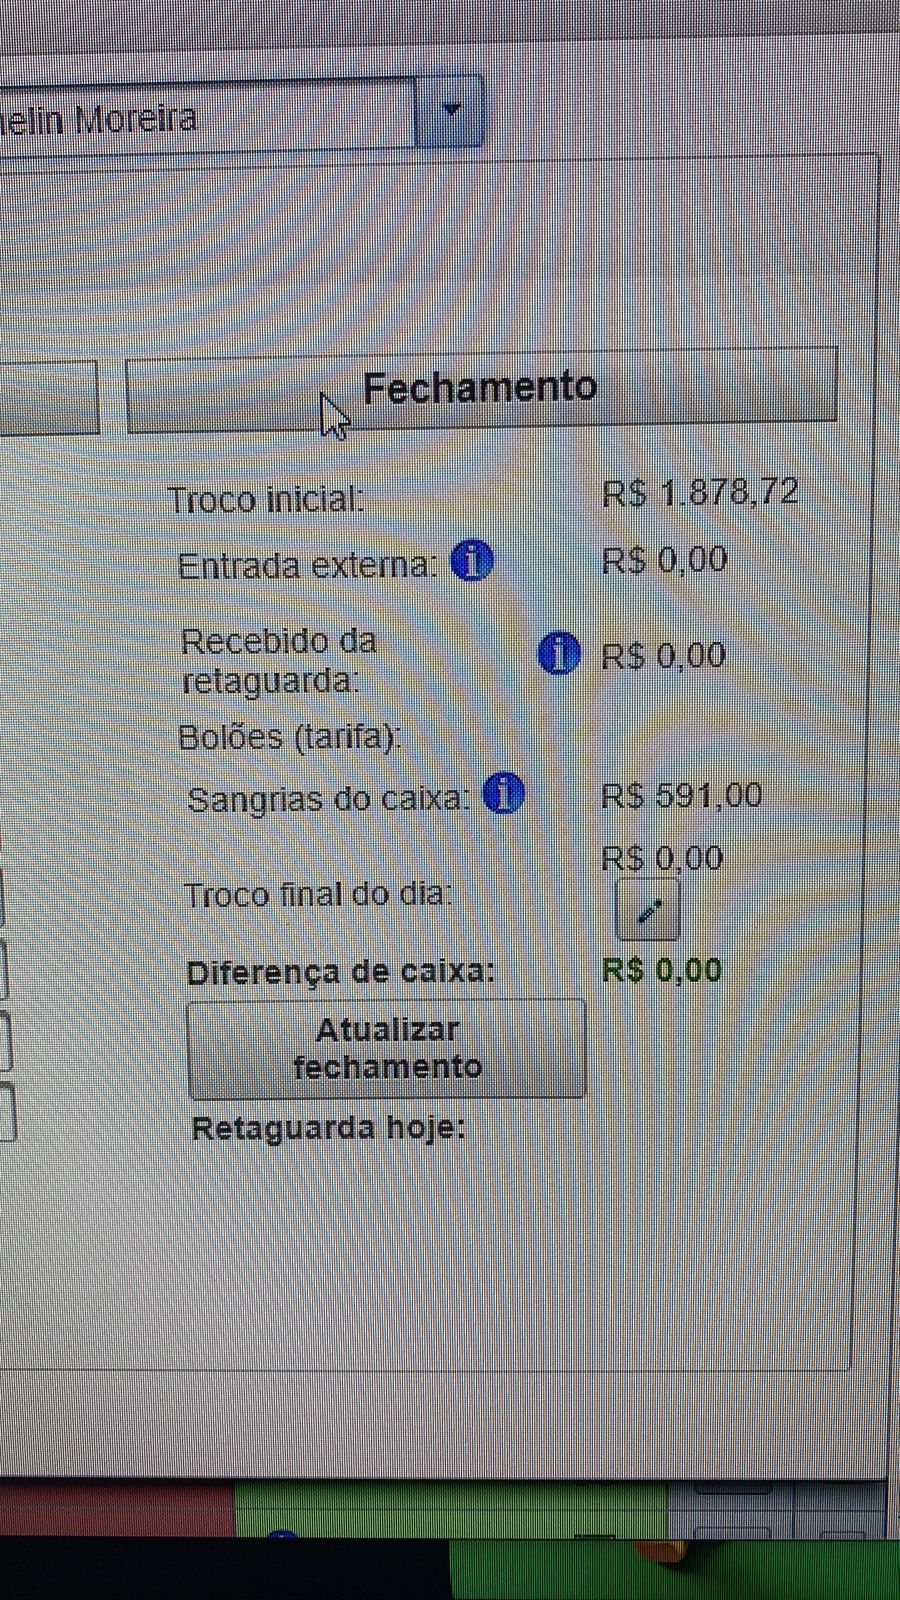 elin Moreira
Fechamento
Troco inicial: R$ 1.878,72
Entrada externa: R$ 0,00
Recebido da
retaguarda: R$ 0,00
Bolões (tarifa):
Sangrias do caixa: R$ 591,00
R$ 0,00
Troco final do dia:
Diferença de caixa: R$ 0,00
Atualizar
fechamento
Retaguarda hoje: